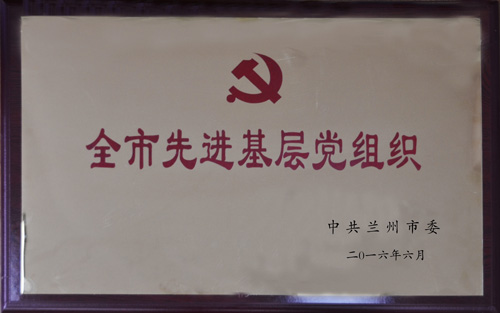 全市先进基层党组织
中共兰州市委
二0一六年六月